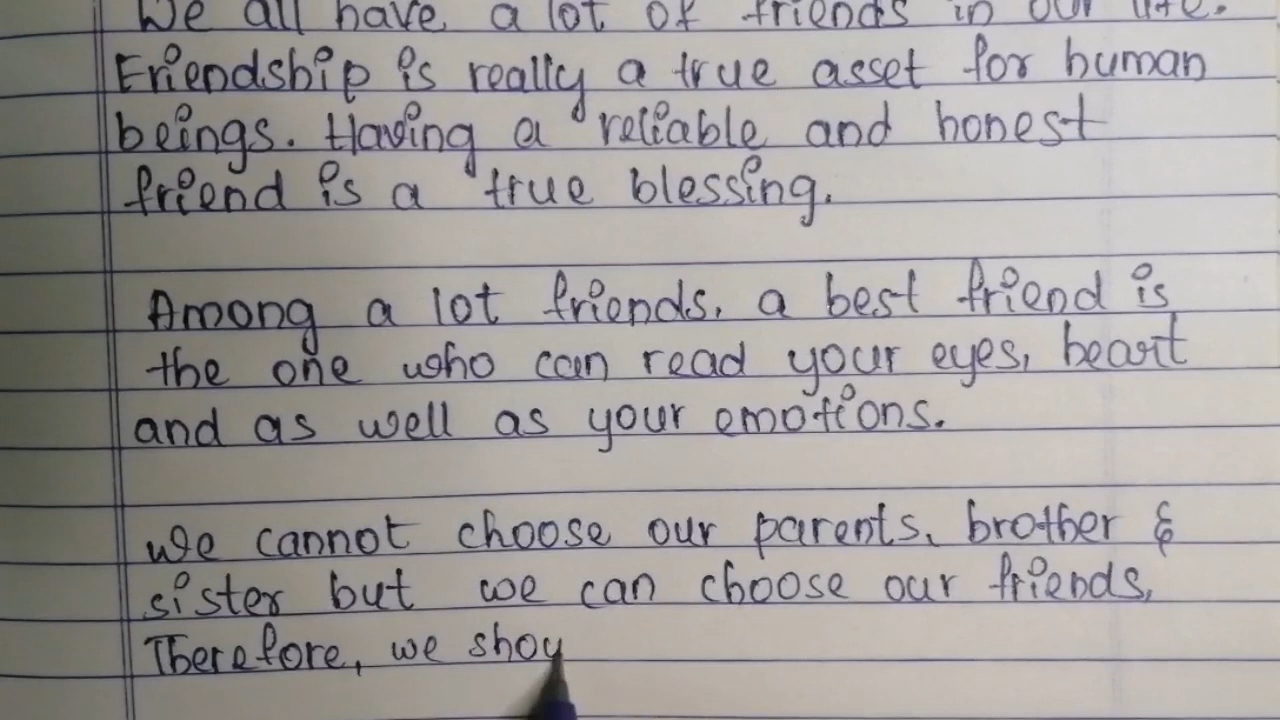 We all have a lot of friends in our life.
Friendship is really a true asset for human
beings. Having a reliable and honest
friend is a true blessing.
Among a lot friends, a best friend is
the one who can read your eyes, heart
and as well as your emotions.
We cannot choose our parents, brother &
sister but we can choose our friends,
Therefore, we shou